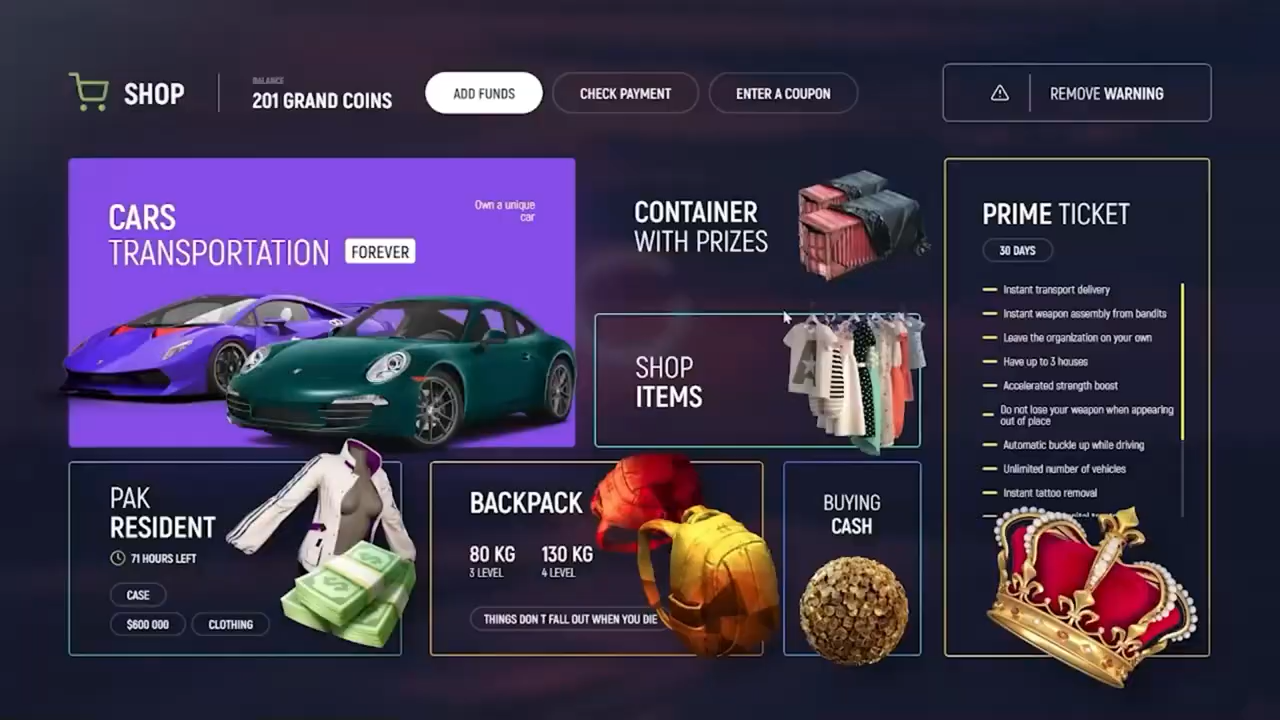 SHOP
BALANCE
201 GRAND COINS
ADD FUNDS
CHECK PAYMENT
ENTER A COUPON
REMOVE WARNING
CARS
TRANSPORTATION FOREVER
Own a unique
car
CONTAINER
WITH PRIZES
SHOP
ITEMS
PRIME TICKET
30 DAYS
Instant transport delivery
Instant weapon assembly from bandits
Leave the organization on your own
Have up to 3 houses
Accelerated strength boost
Do not lose your weapon when appearing
out of place
Automatic buckle up while driving
Unlimited number of vehicles
Instant tattoo removal
PAK
RESIDENT
71 HOURS LEFT
CASE
$600 000
CLOTHING
BACKPACK
80 KG
3 LEVEL
130 KG
4 LEVEL
THINGS DON T FALL OUT WHEN YOU DIE
BUYING
CASH